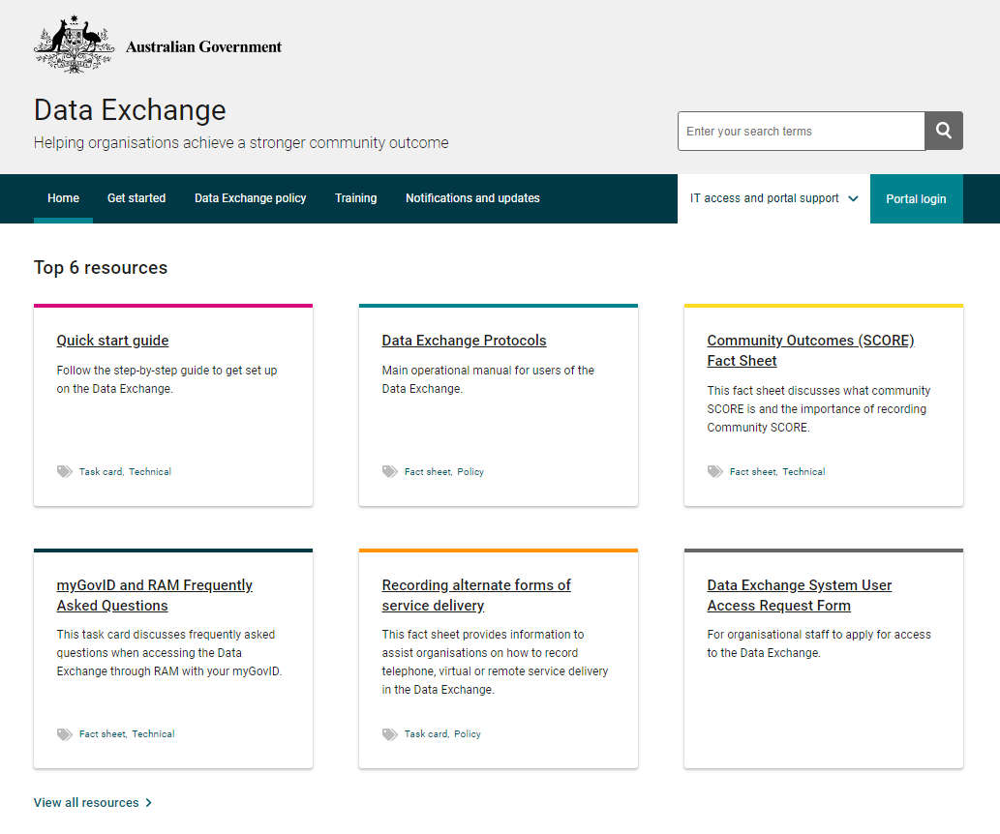 AUSTRALIA
Australian Government
Data Exchange
Helping organisations achieve a stronger community outcome
Enter your search terms
Home
Get started
Data Exchange policy
Training
Notifications and updates
IT access and portal support
Portal login
Top 6 resources
Quick start guide
Follow the step-by-step guide to get set up
on the Data Exchange.
Task card, Technical
Data Exchange Protocols
Main operational manual for users of the
Data Exchange.
Fact sheet, Policy
Community Outcomes (SCORE)
Fact Sheet
This fact sheet discusses what community
SCORE is and the importance of recording
Community SCORE.
Fact sheet, Technical
myGovID and RAM Frequently
Asked Questions
This task card discusses frequently asked
questions when accessing the Data
Exchange through RAM with your myGovID.
Fact sheet, Technical
Recording alternate forms of
service delivery
This fact sheet provides information to
assist organisations on how to record
telephone, virtual or remote service delivery
in the Data Exchange.
Task card, Policy
Data Exchange System User
Access Request Form
For organisational staff to apply for access
to the Data Exchange.
View all resources